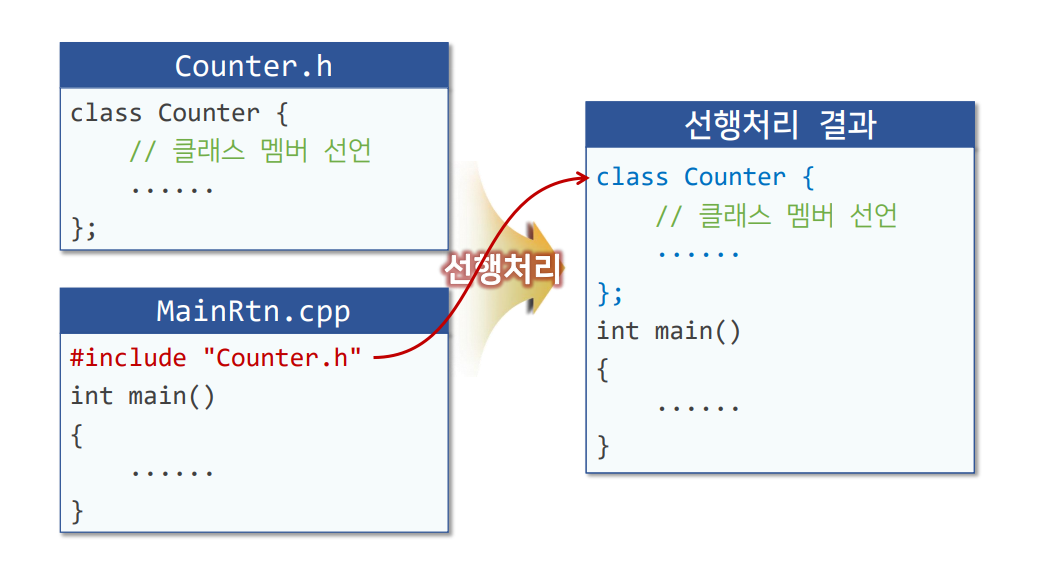 Counter.h
class Counter {
// 클래스 멤버 선언
......
};
MainRtn.cpp
#include "Counter.h"
int main()
{
......
}
선행처리
선행처리 결과
class Counter {
// 클래스 멤버 선언
......
};
int main()
{
......
}